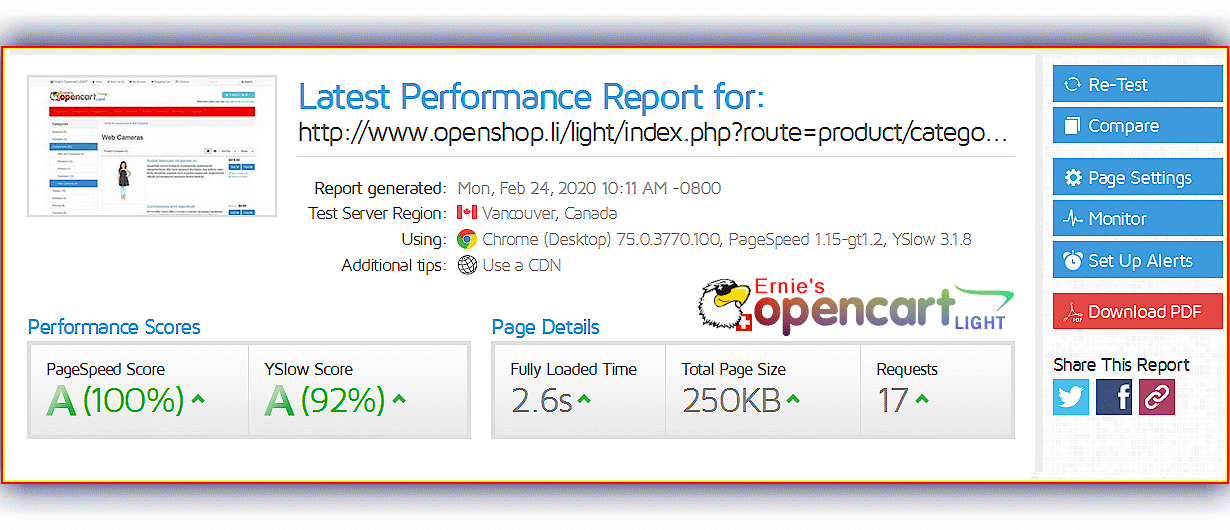 Latest Performance Report for:
http://www.openshop.li/light/index.php?route=product/catego...
Report generated: Mon, Feb 24, 2020 10:11 AM -0800
Test Server Region: Vancouver, Canada
Using: Chrome (Desktop) 75.0.3770.100, PageSpeed 1.15-gt1.2, YSlow 3.1.8
Additional tips: Use a CDN
Ernie's
opencart
LIGHT
Performance Scores
PageSpeed Score
A (100%)
YSlow Score
A (92%)
Page Details
Fully Loaded Time
2.6s
Total Page Size
250KB
Requests
17
Re-Test
Compare
Page Settings
Monitor
Set Up Alerts
Download PDF
Share This Report
opencart
Web Cameras